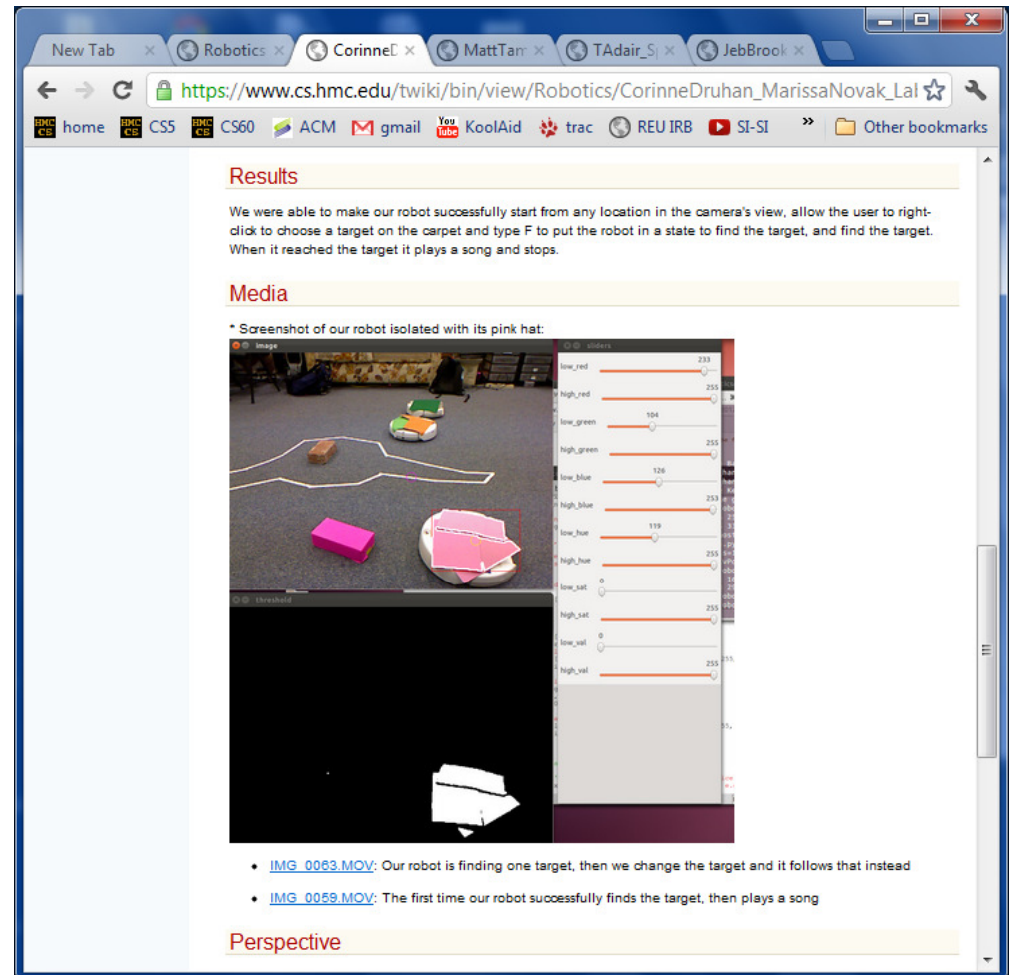 New Tab
Robotics
CorinneD
MattTam
TAdair_Sp
JebBrook
https://www.cs.hmc.edu/twiki/bin/view/Robotics/CorinneDruhan_MarissaNovak_Lal
home CS5 CS60 ACM gmail KoolAid trac REU IRB SI-SI » Other bookmarks
Results
We were able to make our robot successfully start from any location in the camera's view, allow the user to right-
click to choose a target on the carpet and type F to put the robot in a state to find the target, and find the target.
When it reached the target it plays a song and stops.
Media
* Screenshot of our robot isolated with its pink hat:
image
sliders
low_red 233
high_red 255
low_green 104
high_green 255
low_blue 126
high_blue 253
low_hue 119
high_hue 255
low_sat 0
high_sat 255
low_val 0
high_val 255
threshold
• IMG_0063.MOV: Our robot is finding one target, then we change the target and it follows that instead
• IMG_0059.MOV: The first time our robot successfully finds the target, then plays a song
Perspective